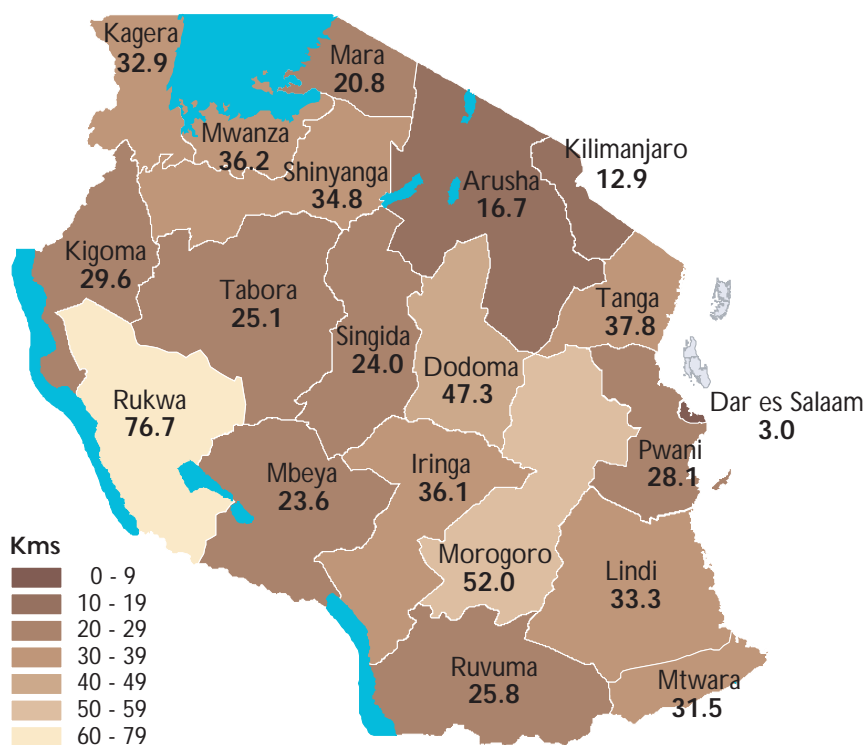 Kagera
32.9
Mara
20.8
Mwanza
36.2
Shinyanga
34.8
Arusha
16.7
Kilimanjaro
12.9
Kigoma
29.6
Tabora
25.1
Singida
24.0
Dodoma
47.3
Tanga
37.8
Rukwa
76.7
Dar es Salaam
3.0
Pwani
28.1
Mbeya
23.6
Iringa
36.1
Morogoro
52.0
Lindi
33.3
Ruvuma
25.8
Mtwara
31.5
Kms
0 - 9
10 - 19
20 - 29
30 - 39
40 - 49
50 - 59
60 - 79